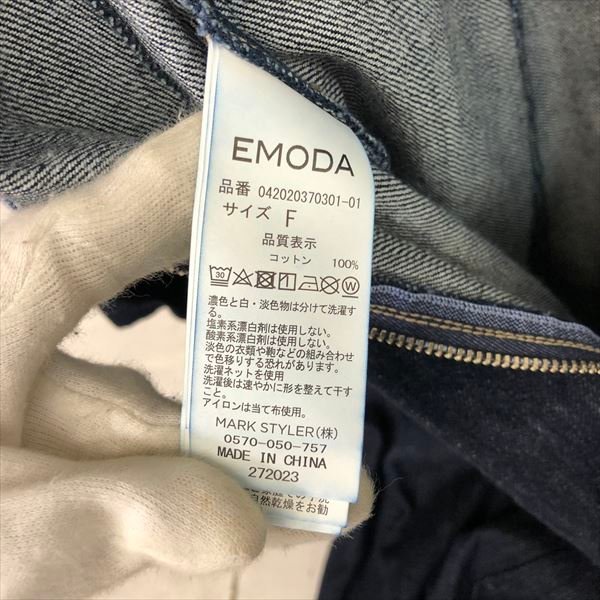 EMODA
品番 042020370301-01
サイズ F
品質表示
コットン 100%
30 W
濃色と白・淡色物は分けて洗濯する。
塩素系漂白剤は使用しない。
酸素系漂白剤は使用しない。
淡色の衣類や鞄などの組み合わせ
で色移りする恐れがあります。
洗濯ネットを使用
洗濯後は速やかに形を整えて干す
こと。
アイロンは当て布使用。
MARK STYLER(株)
0570-050-757
MADE IN CHINA
272023
自然乾燥をお勧